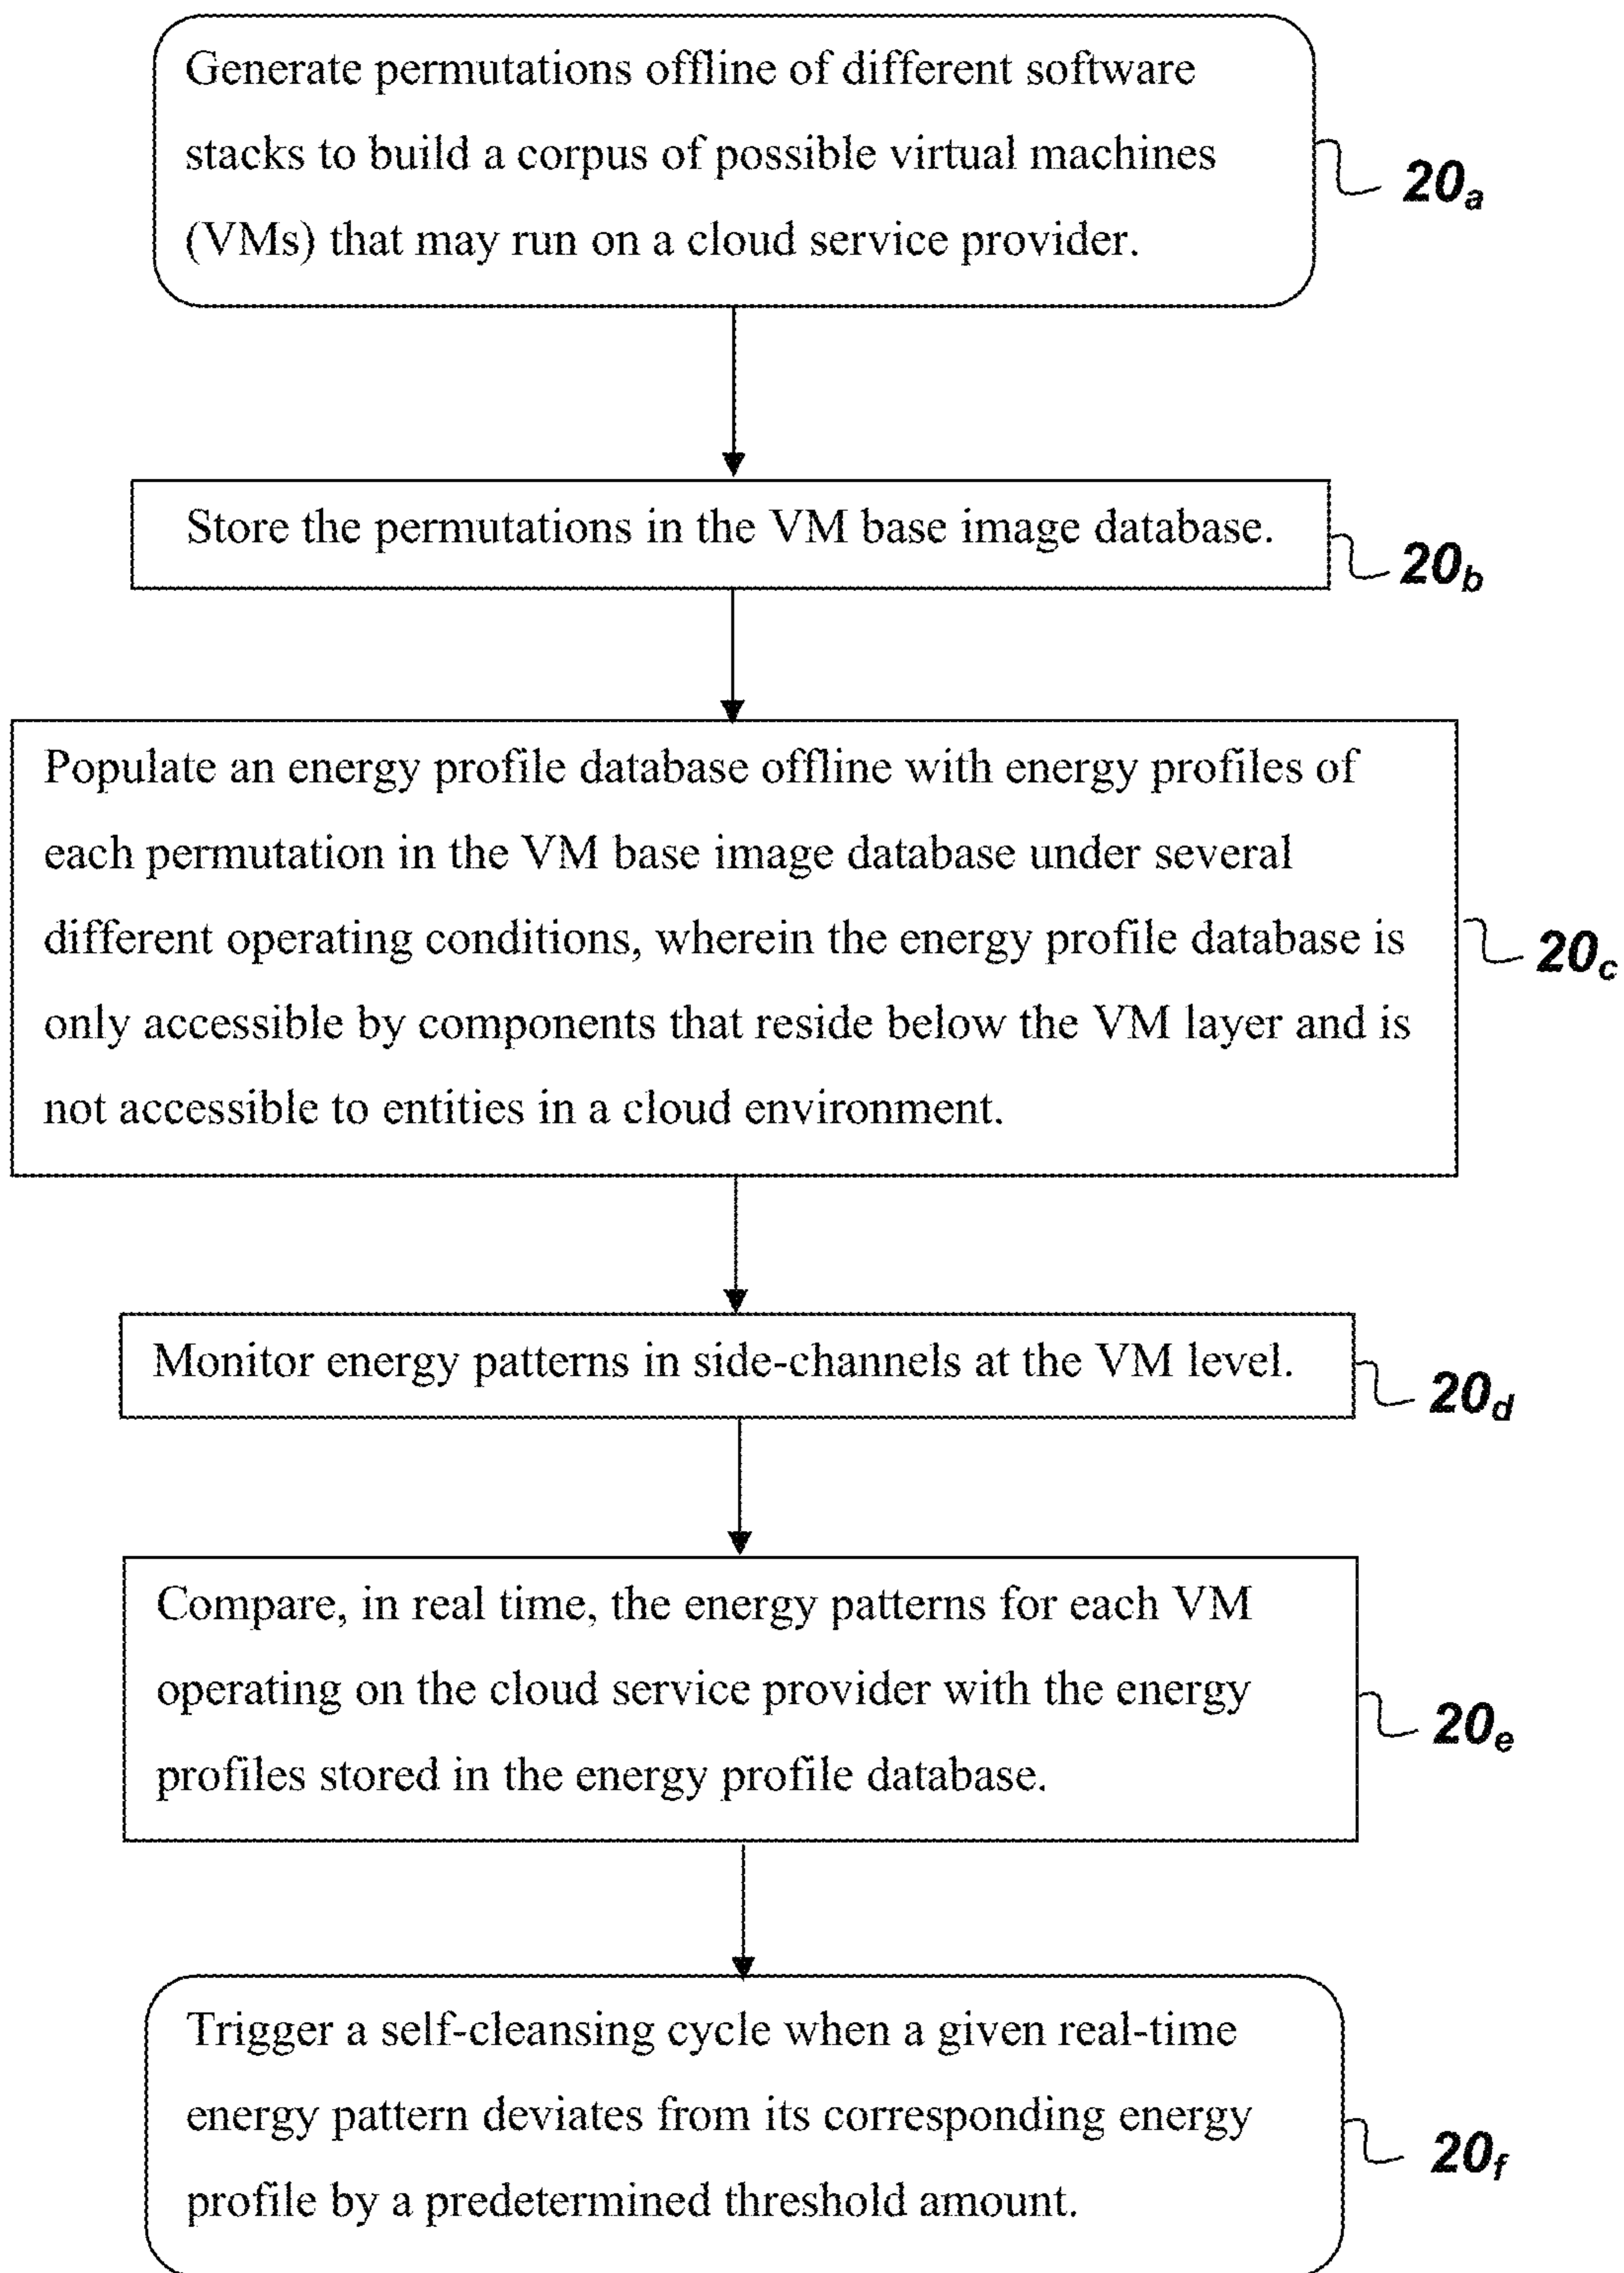 Generate permutations offline of different software
stacks to build a corpus of possible virtual machines
(VMs) that may run on a cloud service provider.
20a
Store the permutations in the VM base image database.
20b
Populate an energy profile database offline with energy profiles of
each permutation in the VM base image database under several
different operating conditions, wherein the energy profile database is
only accessible by components that reside below the VM layer and is
not accessible to entities in a cloud environment.
20c
Monitor energy patterns in side-channels at the VM level.
20d
Compare, in real time, the energy patterns for each VM
operating on the cloud service provider with the energy
profiles stored in the energy profile database.
20e
Trigger a self-cleansing cycle when a given real-time
energy pattern deviates from its corresponding energy
profile by a predetermined threshold amount.
20f